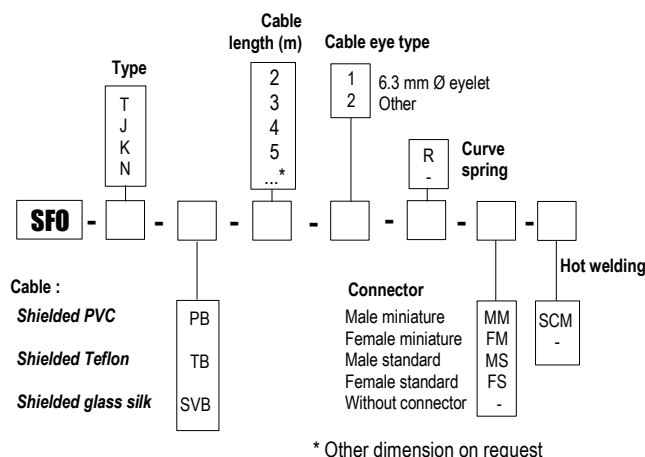 Cable
length (m)
Cable eye type
Type
2
3
4
5
...*
1 6.3 mm Ø eyelet
2 Other
T
J
K
N
R
-
Curve
spring
SFO - - - - - - -
Hot welding
Cable :
Shielded PVC PB
Shielded Teflon TB
Shielded glass silk SVB
Connector
Male miniature MM
Female miniature FM
Male standard MS
Female standard FS
Without connector -
SCM
-
* Other dimension on request